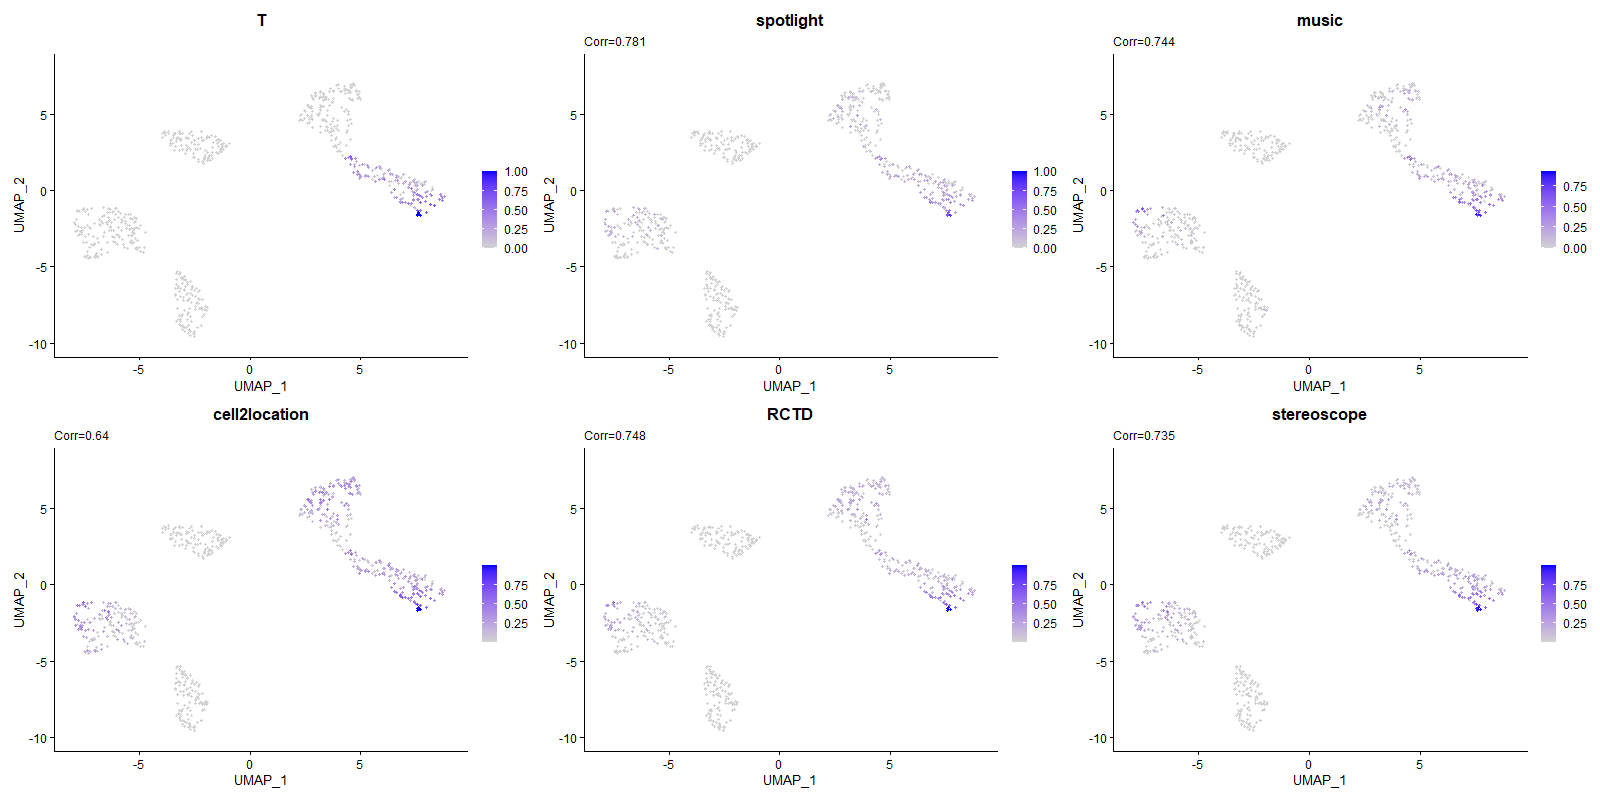 T
5
0
-5
-10
UMAP_2
-5
0
5
UMAP_1
1.00
0.75
0.50
0.25
0.00
spotlight
Corr=0.781
5
0
-5
-10
UMAP_2
-5
0
5
UMAP_1
1.00
0.75
0.50
0.25
0.00
music
Corr=0.744
5
0
-5
-10
UMAP_2
-5
0
5
UMAP_1
0.75
0.50
0.25
0.00
cell2location
Corr=0.64
5
0
-5
-10
UMAP_2
-5
0
5
UMAP_1
0.75
0.50
0.25
RCTD
Corr=0.748
5
0
-5
-10
UMAP_2
-5
0
5
UMAP_1
0.75
0.50
0.25
stereoscope
Corr=0.735
5
0
-5
-10
UMAP_2
-5
0
5
UMAP_1
0.75
0.50
0.25